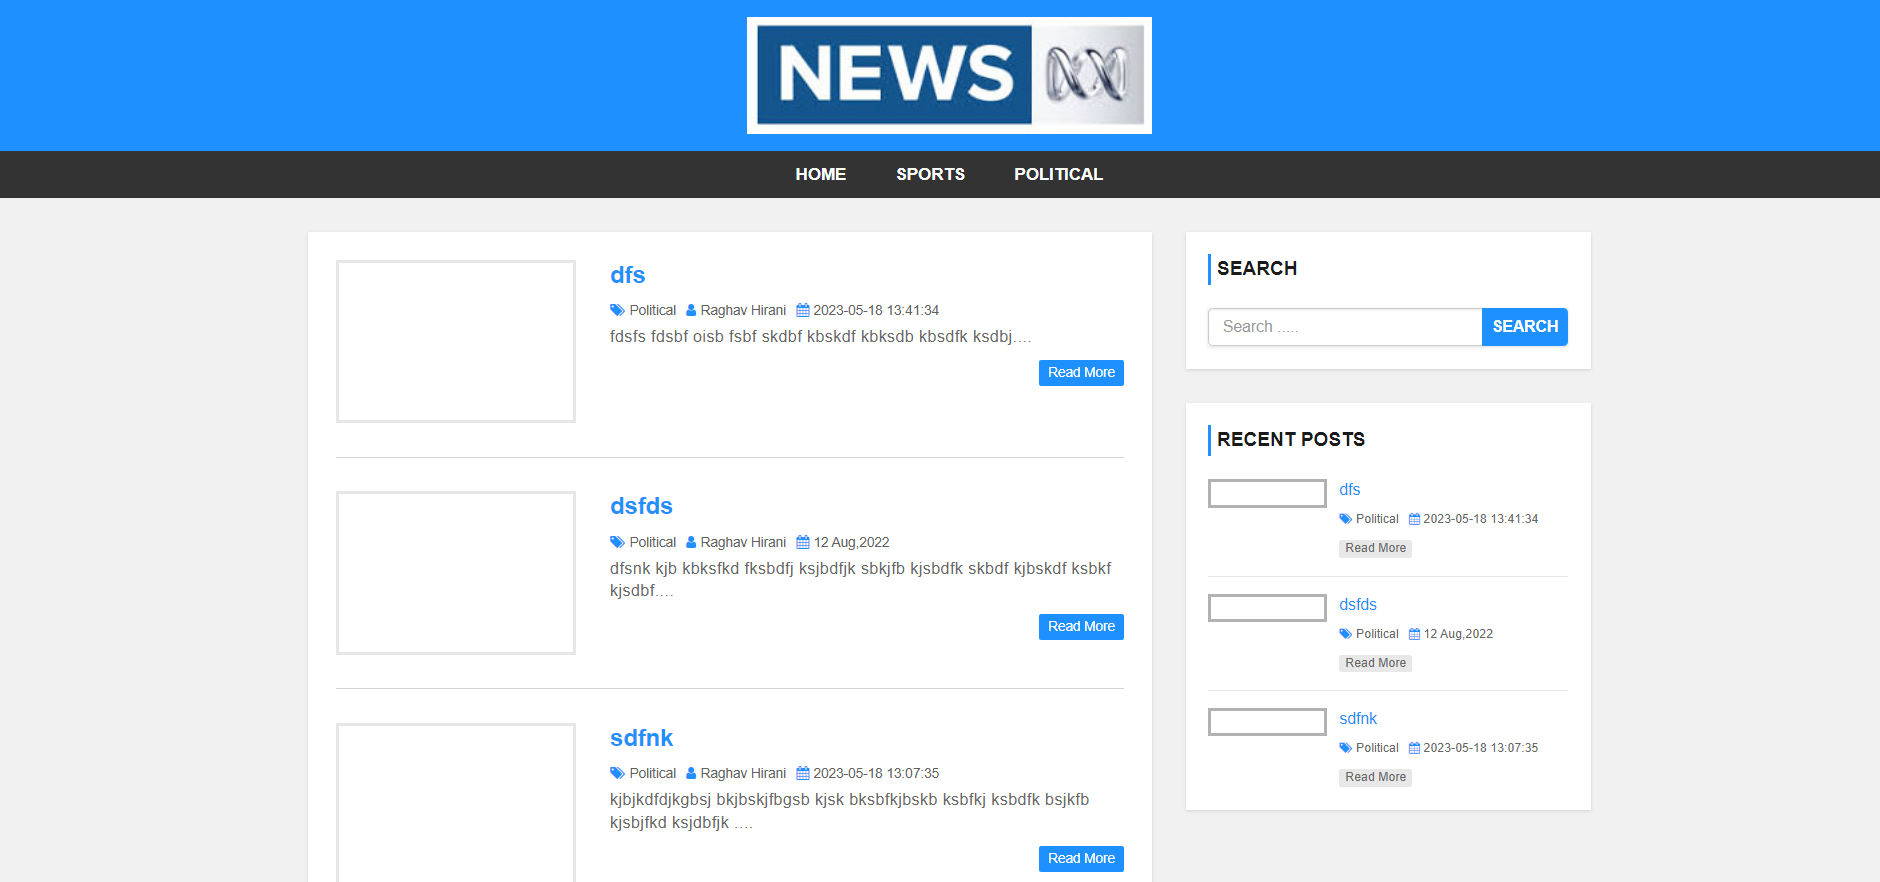 NEWS
HOME SPORTS POLITICAL
dfs
Political Raghav Hirani 2023-05-18 13:41:34
fdsfs fdsbf oisb fsbf skdbf kbskdf kbksdb kbsdfk ksdbj....
Read More
dsfds
Political Raghav Hirani 12 Aug,2022
dfsnk kjb kbksfkd fksbdfj ksjbdfjk sbkjfb kjsbdfk skbdf kjbskdf ksbkf
kjsdbf....
Read More
sdfnk
Political Raghav Hirani 2023-05-18 13:07:35
kjbjkdfdjkgbsj bkjbskjfbgsb kjsk bksbfkjbskb ksbfkj ksbdfk bsjkfb
kjsbjfkd ksjdbfjk ....
Read More
SEARCH
Search .....
SEARCH
RECENT POSTS
dfs
Political 2023-05-18 13:41:34
Read More
dsfds
Political 12 Aug,2022
Read More
sdfnk
Political 2023-05-18 13:07:35
Read More